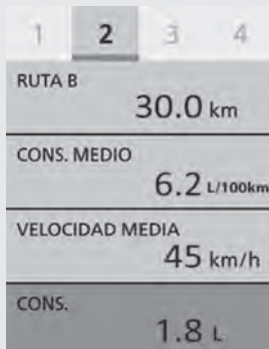 1 2 3 4
RUTA B
30.0 km
CONS. MEDIO
6.2 L/100km
VELOCIDAD MEDIA
45 km/h
CONS.
1.8 L